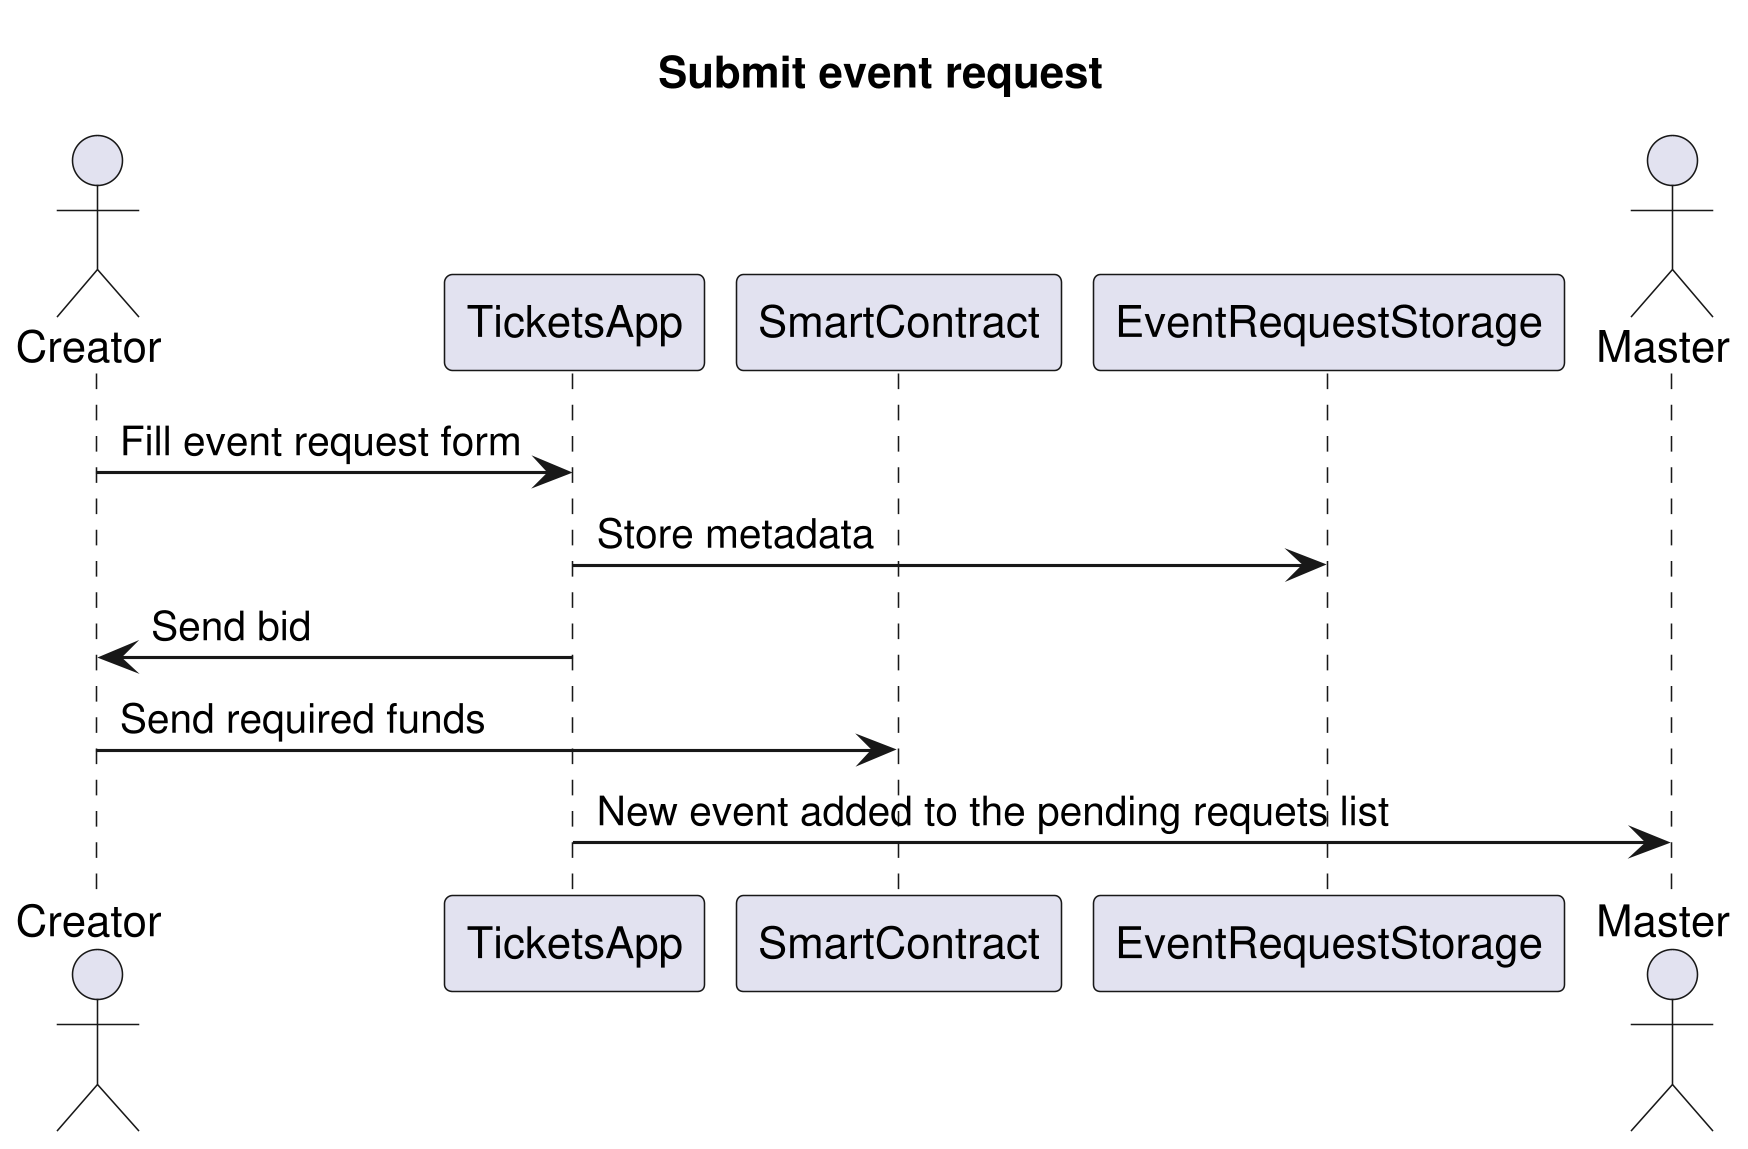 Submit event request
Creator
TicketsApp
SmartContract
EventRequestStorage
Master
Fill event request form
Store metadata
Send bid
Send required funds
New event added to the pending requets list
Creator
TicketsApp
SmartContract
EventRequestStorage
Master